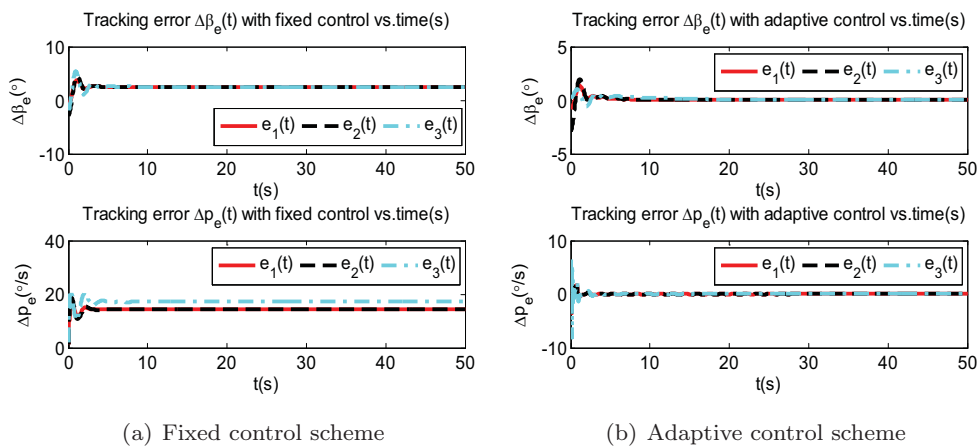 Tracking error Δβe(t) with fixed control vs.time(s)
10
0
-10
Δβe(°)
e1(t) e2(t) e3(t)
0 10 20 30 40 50
t(s)
Tracking error Δpe(t) with fixed control vs.time(s)
40
20
0
Δpe(°/s)
e1(t) e2(t) e3(t)
0 10 20 30 40 50
t(s)
(a) Fixed control scheme
Tracking error Δβe(t) with adaptive control vs.time(s)
5
0
-5
Δβe(°)
e1(t) e2(t) e3(t)
0 10 20 30 40 50
t(s)
Tracking error Δpe(t) with adaptive control vs.time(s)
10
0
-10
Δpe(°/s)
e1(t) e2(t) e3(t)
0 10 20 30 40 50
t(s)
(b) Adaptive control scheme